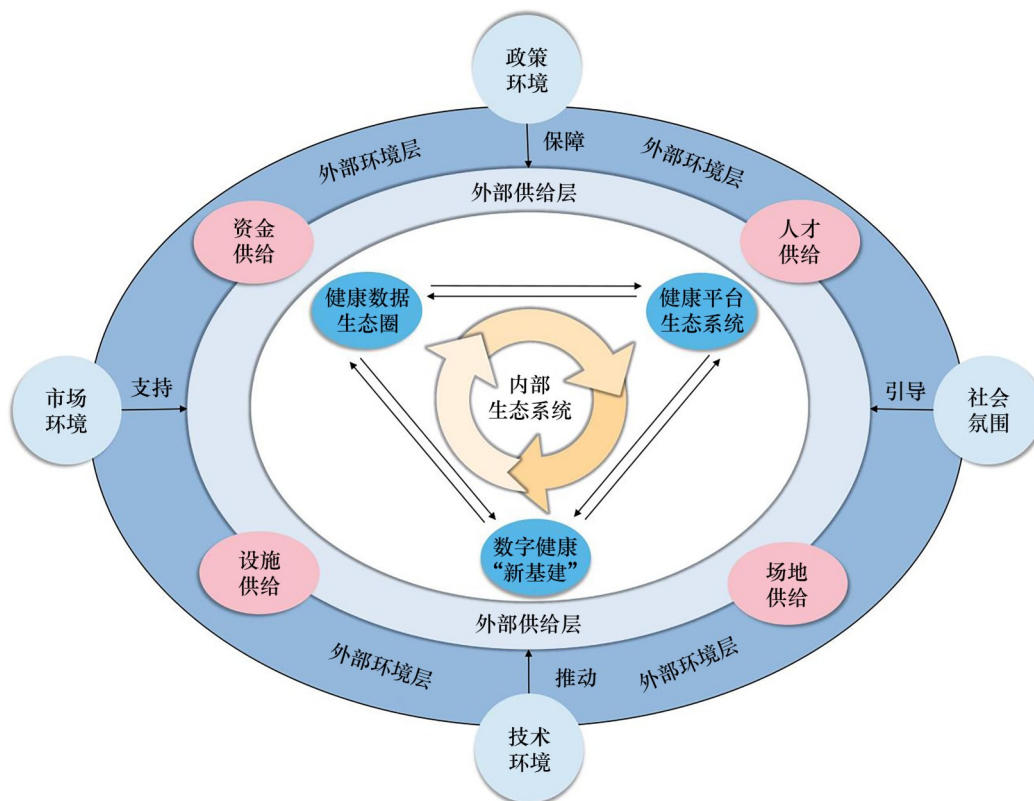 政策
环境
保障
外部环境层
外部环境层
外部供给层
资金
供给
人才
供给
健康数据
生态圈
健康平台
生态系统
内部
生态系统
市场
环境
支持
引导
社会
氛围
数字健康
“新基建”
设施
供给
场地
供给
外部供给层
外部环境层
外部环境层
推动
技术
环境